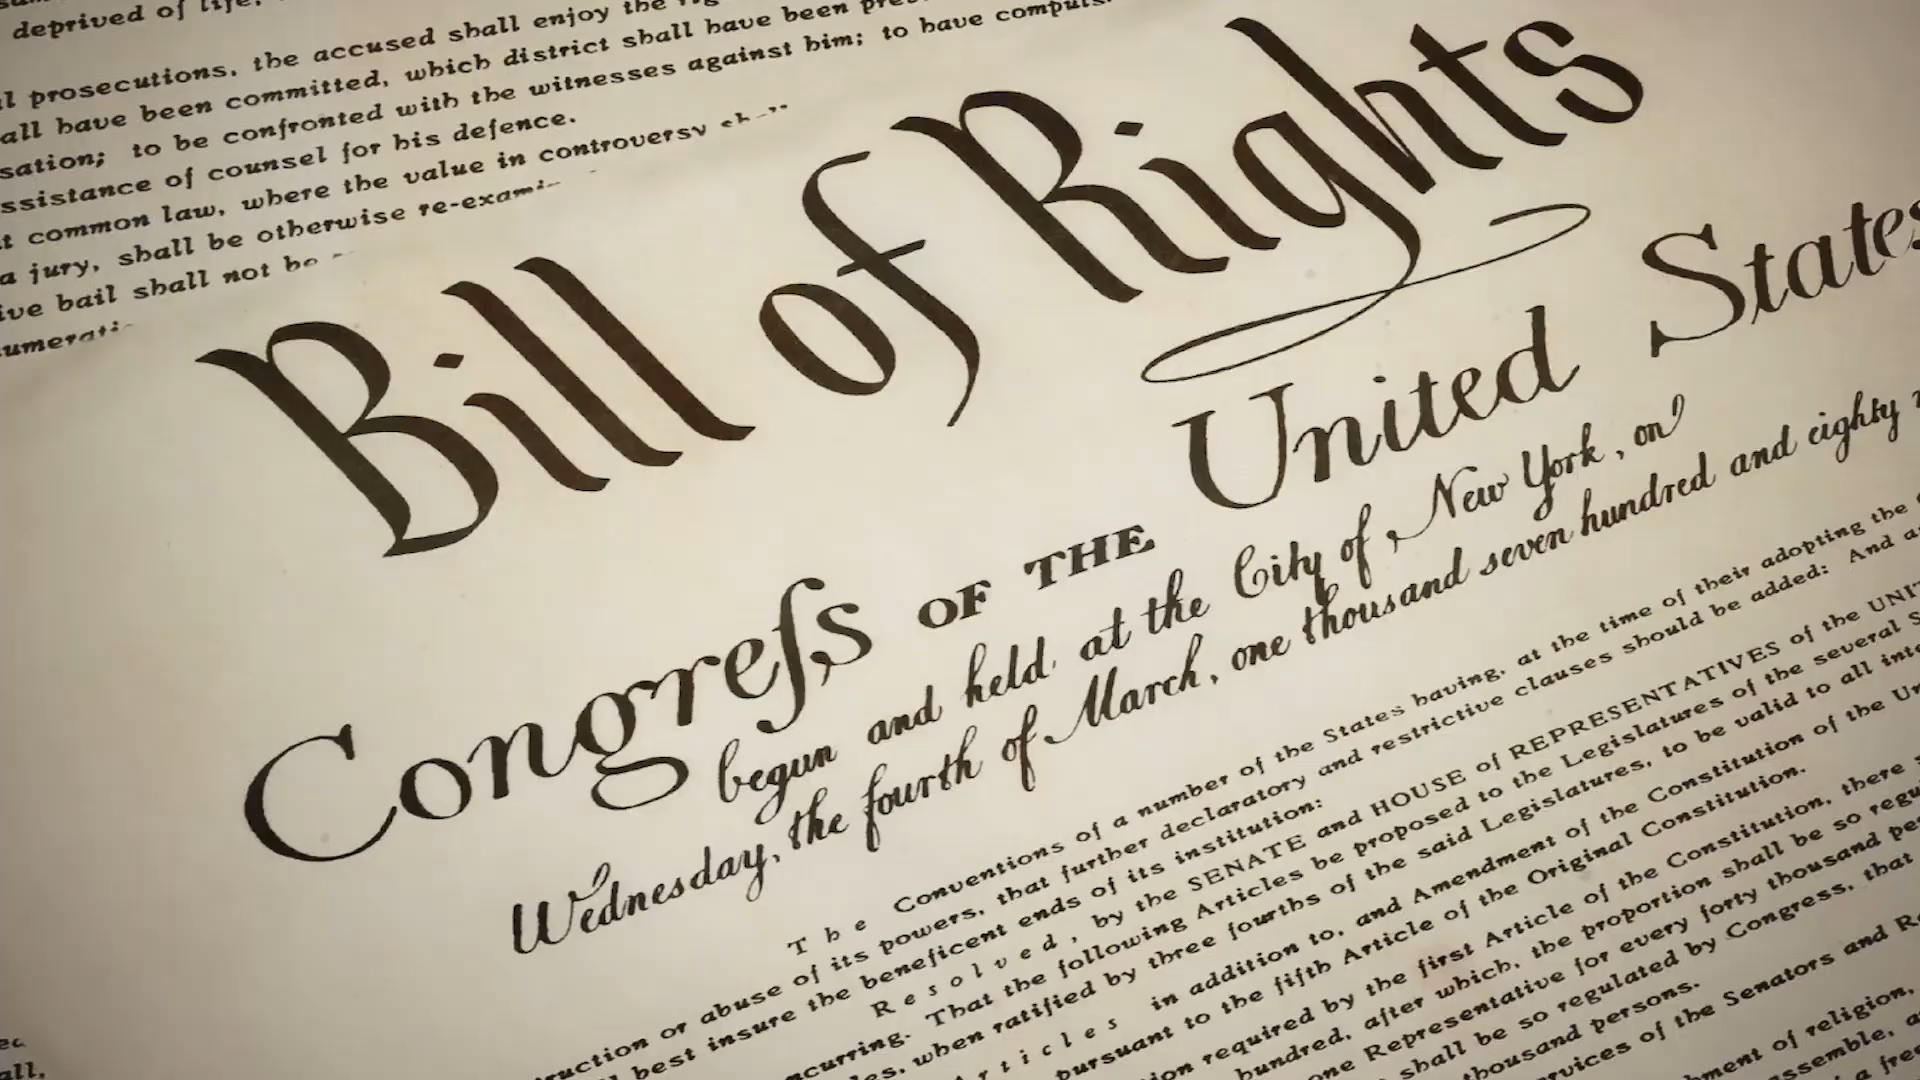 deprived of life,
prosecutions, the accused shall enjoy the
all have been committed, which district shall have been
sation; to be confronted with the witnesses against him; to have
ssistance of counsel for his defence.
common law, where the value in controversy
a jury, shall be otherwise re-exami
ive bail shall not be
umerati
Bill of Rights
Congreſs OF THE United States
begun and held at the City of New York, on
Wednesday, the fourth of March, one thousand seven hundred and eighty
The Conventions of a number of the States having, at the time of their adopting the
ruction or abuse of its powers, that further declaratory and restrictive clauses should be added: And
best insure the beneficent ends of its institution:
Resolved, by the SENATE and HOUSE of REPRESENTATIVES of the UNIT
ncurring. That the following Articles be proposed to the Legislatures of the several
les, when ratified by three fourths of the said Legislatures, to be valid to all
rticles in addition to, and Amendment of the Constitution of the
pursuant to the fifth Article of the Original Constitution.
ion required by the first Article of the Constitution, there
hundred, after which, the proportion shall be so
one Representative for every forty thousand
shall be so regulated by Congress, that
thousand persons.
rvices of the Senators and
ment of religion,
assemble,